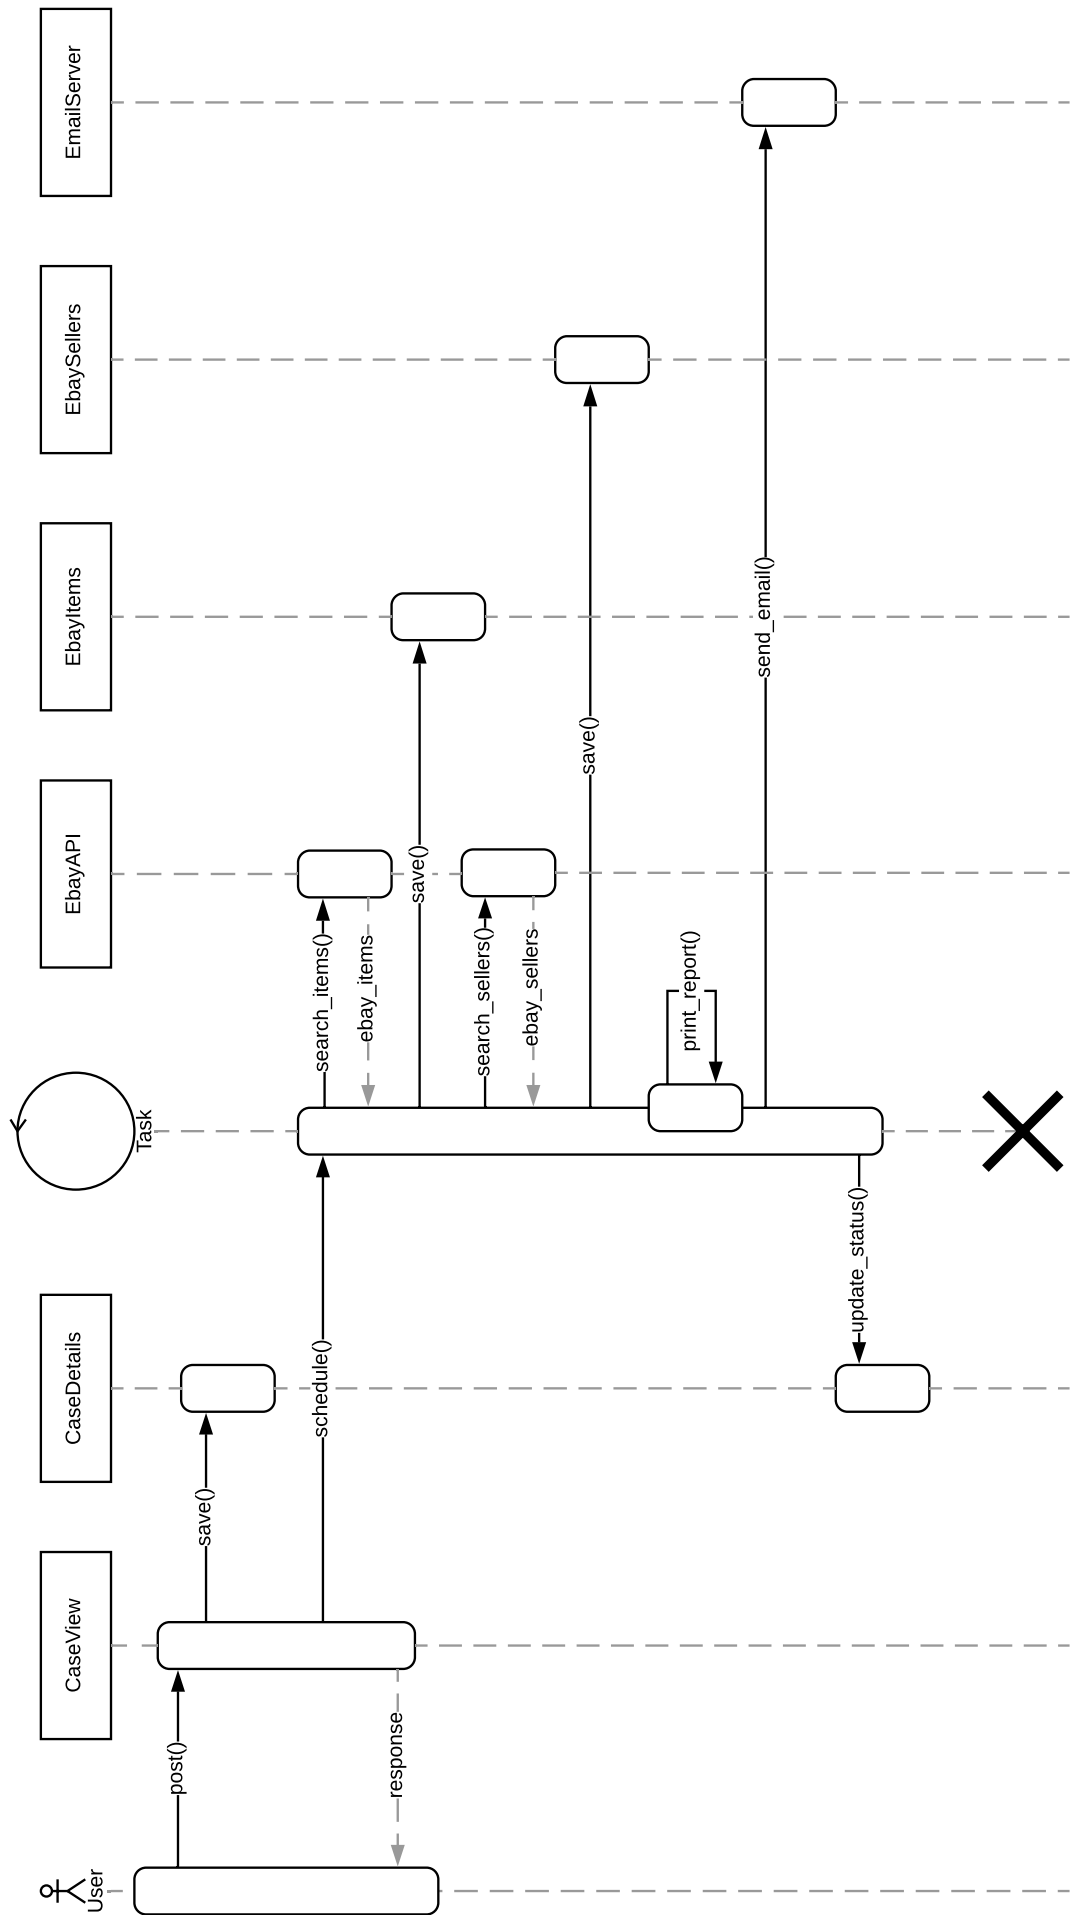 User
CaseView
CaseDetails
Task
EbayAPI
EbayItems
EbaySellers
EmailServer
post()
save()
schedule()
search_items()
ebay_items
response
save()
search_sellers()
ebay_sellers
save()
print_report()
send_email()
update_status()